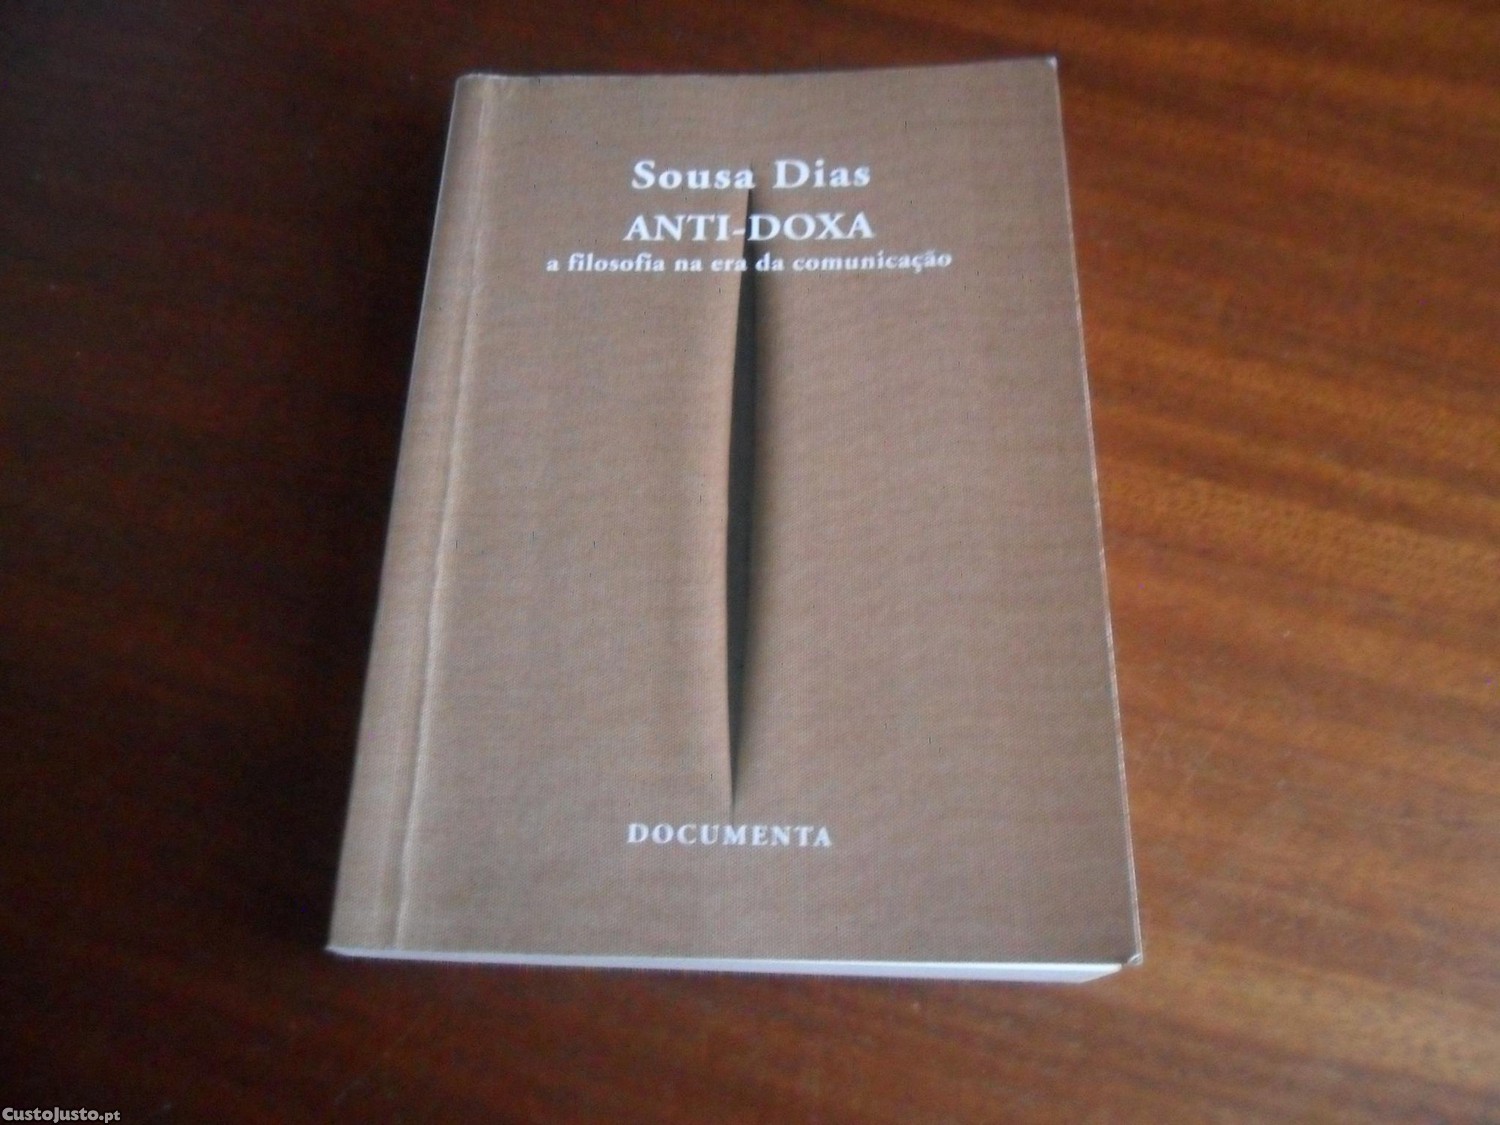 Sousa Dias
ANTI-DOXA
a filosofia na era da comunicação
DOCUMENTA
CustoJusto.pt